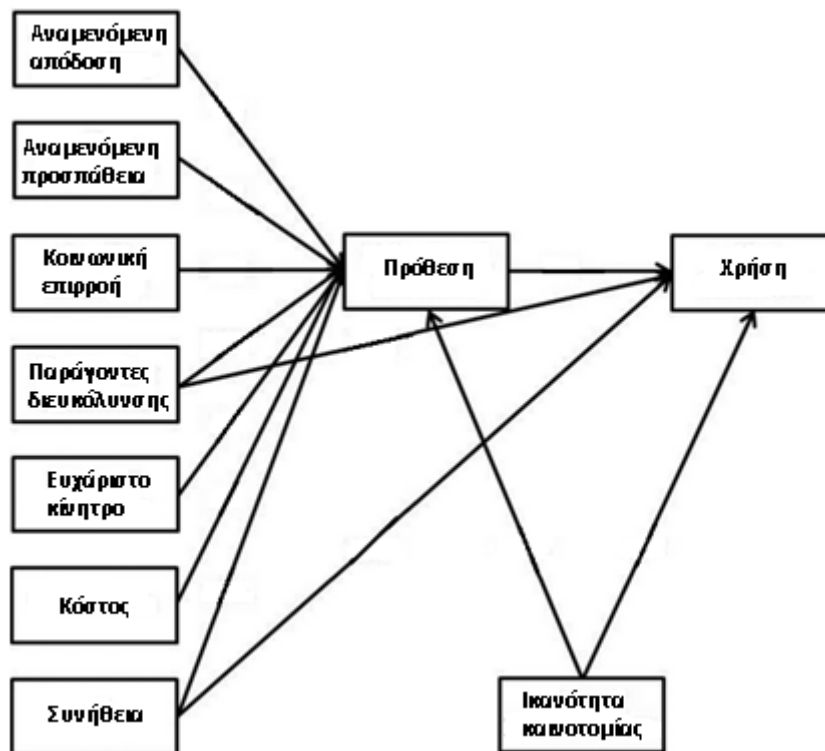 Αναμενόμενη
απόδοση
Αναμενόμενη
προσπάθεια
Κοινωνική
επιρροή
Πρόθεση
Χρήση
Παράγοντες
διευκόλυνσης
Ευχάριστο
κίνητρο
Κόστος
Συνήθεια
Ικανότητα
καινοτομίας